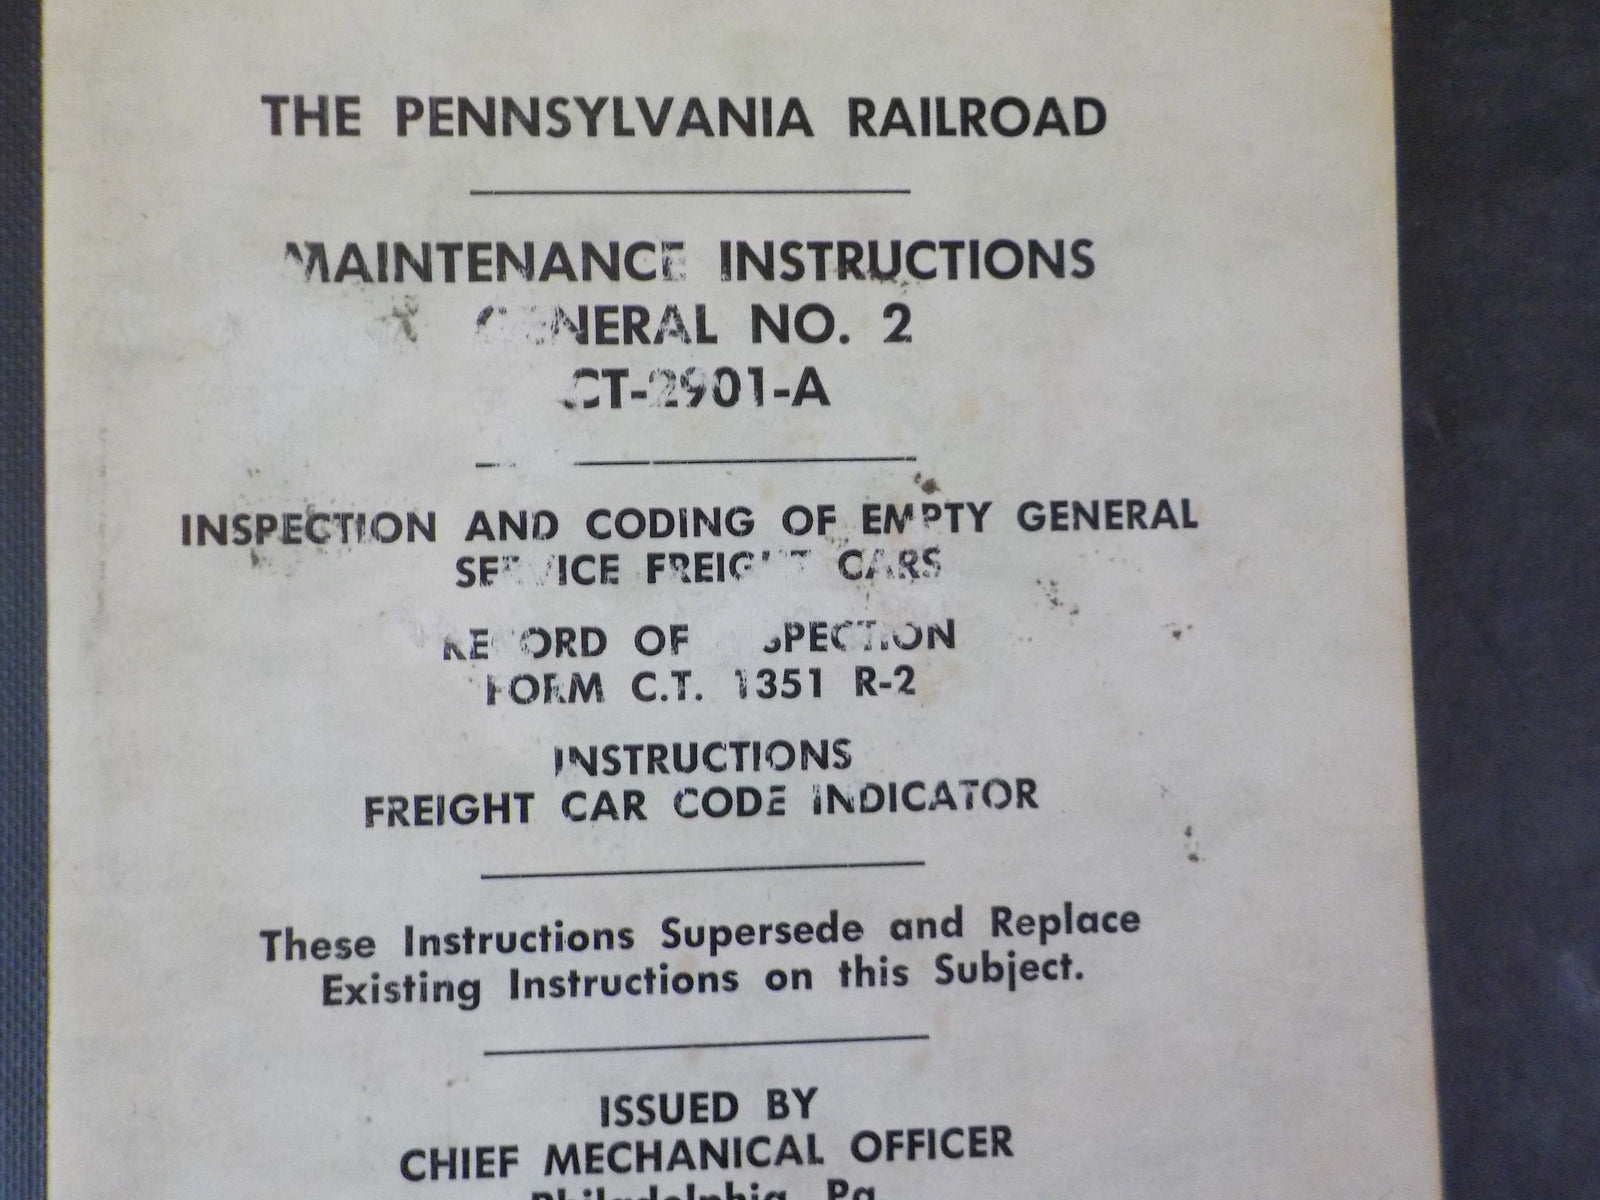 THE PENNSYLVANIA RAILROAD
MAINTENANCE INSTRUCTIONS
GENERAL NO. 2
CT-2901-A
INSPECTION AND CODING OF EMPTY GENERAL
SERVICE FREIGHT CARS
RECORD OF INSPECTION
FORM C.T. 1351 R-2
INSTRUCTIONS
FREIGHT CAR CODE INDICATOR
These Instructions Supersede and Replace
Existing Instructions on this Subject.
ISSUED BY
CHIEF MECHANICAL OFFICER
Philadelphia, Pa.